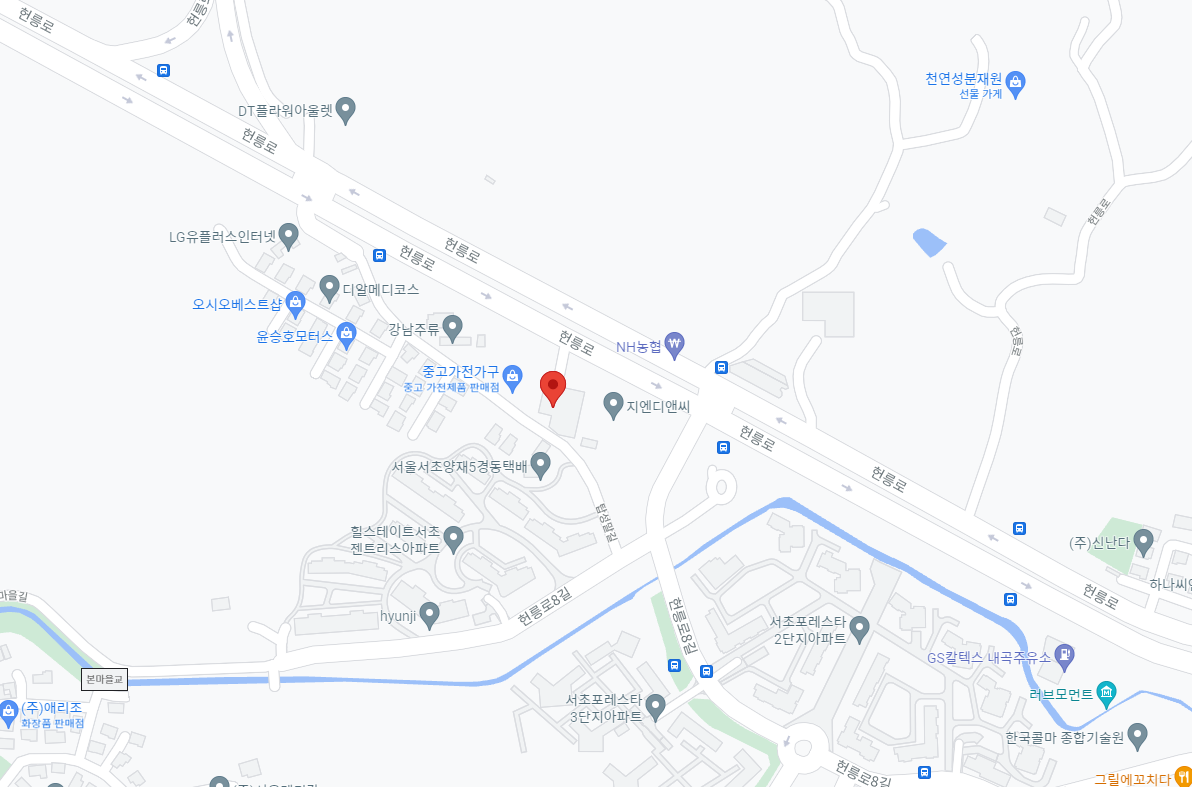 헌릉로
헌릉로
천연성분재원
선물 가게
DT플라워아울렛
헌릉로
헌릉로
LG유플러스인터넷
헌릉로
헌릉로
디알메디코스
오시오베스트샵
강남주류
윤승호모터스
헌릉로
NH농협
헌릉로
중고가전가구
중고 가전제품 판매점
지엔디앤씨
헌릉로
서울서초양재5경동택배
헌릉로
탑성말길
힐스테이트서초
젠트리스아파트
(주)신난다
하나씨엔
마을길
헌릉로8길
헌릉로
hyunji
헌릉로8길
서초포레스타
2단지아파트
GS칼텍스 내곡주유소
본마을교
러브모먼트
(주)애리조
화장품 판매점
서초포레스타
3단지아파트
한국콜마 종합기술원
헌릉로8길
그릴에꼬치다